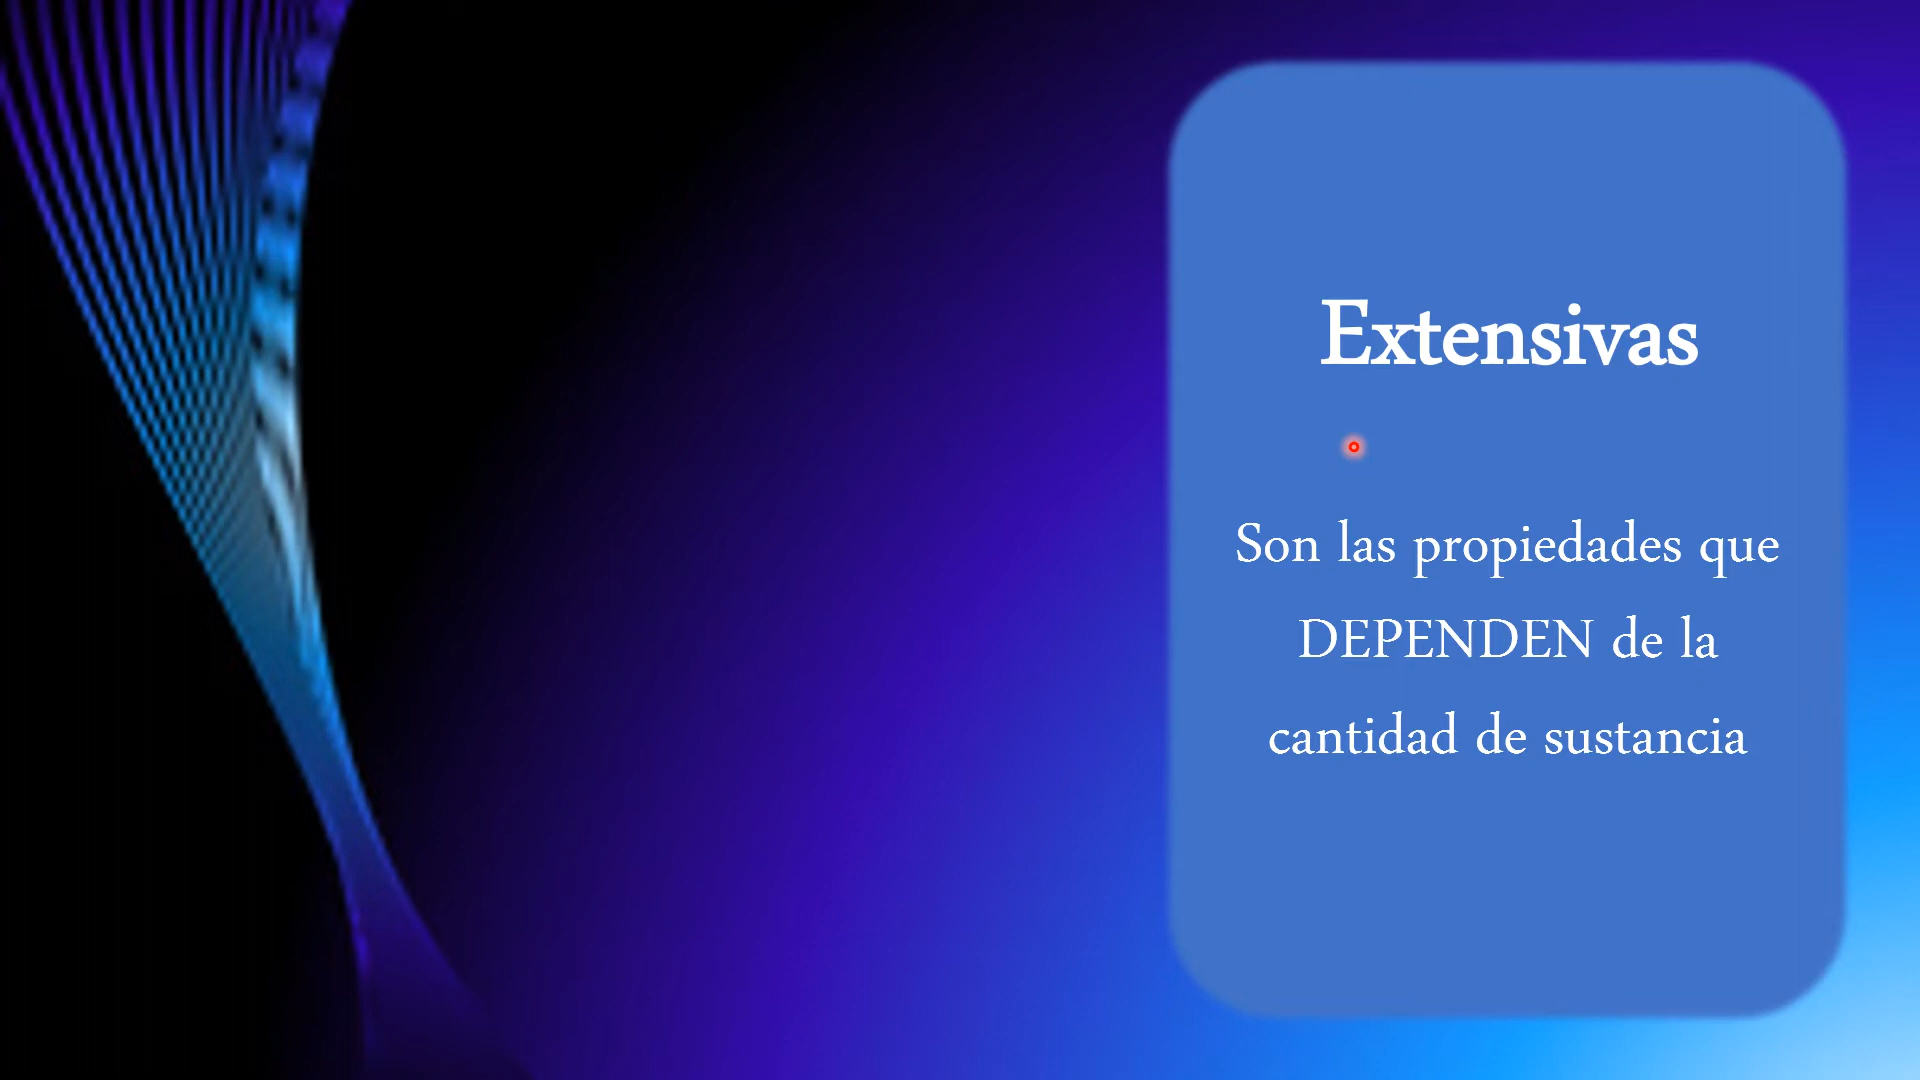 Extensivas
Son las propiedades que
DEPENDEN de la
cantidad de sustancia